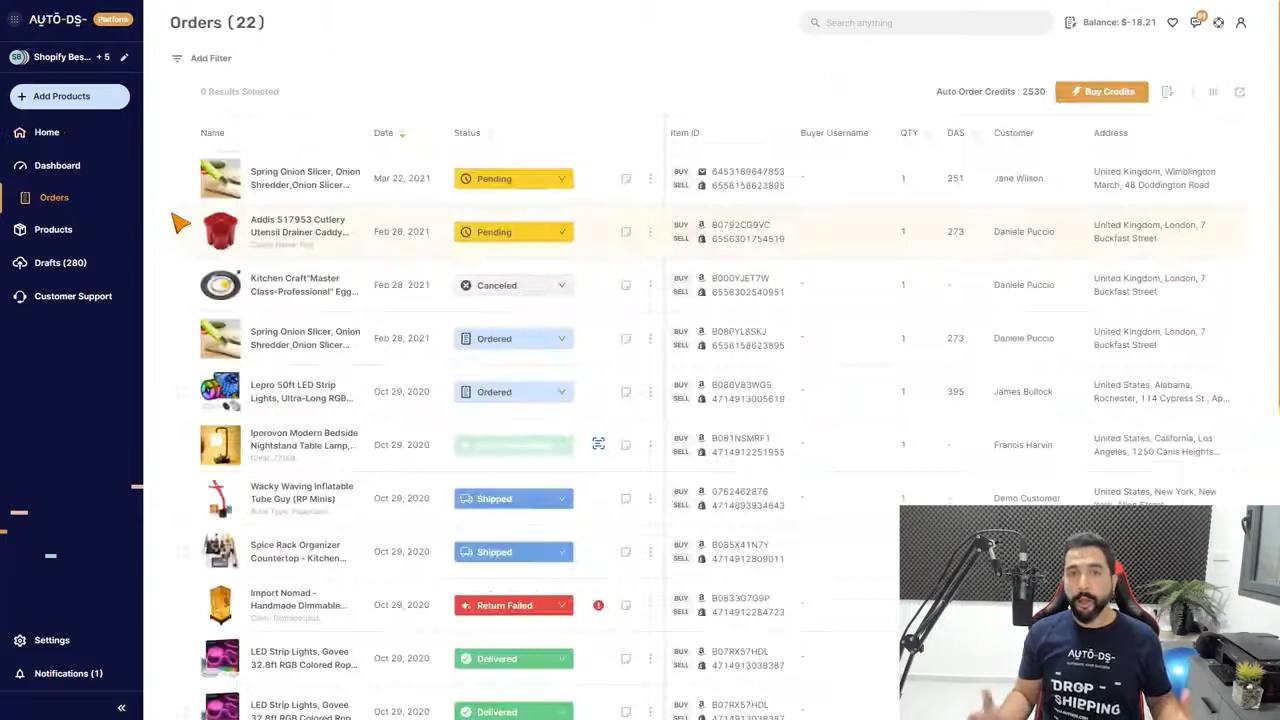 AUTŌ-DS- Platform
Orders (22)
Search anything
Balance: $-18.21
SB Shopify Bes... + 5
Add Filter
+ Add Products
0 Results Selected
Auto Order Credits : 2530
Buy Credits
Home
Dashboard
Orders
Products
Drafts (280)
Customer Support
Settings
Notifications (1)
Name Date Status Item ID Buyer Username QTY DAS Customer Address
Spring Onion Slicer, Onion
Shredder,Onion Slicer...
Mar 22, 2021
Pending
BUY 6453189647853
SELL 6556158623895
-
1
251
Jane Wilson
United Kingdom, Wimblington
March, 48 Doddington Road
Addis 517953 Cutlery
Utensil Drainer Caddy...
Feb 28, 2021
Pending
BUY B0792CG9VC
SELL 6556301754519
-
1
273
Daniele Puccio
United Kingdom, London, 7
Buckfast Street
Kitchen Craft"Master
Class-Professional" Egg...
Feb 28, 2021
Canceled
BUY B000YJET7W
SELL 6556302540951
-
1
-
Daniele Puccio
United Kingdom, London, 7
Buckfast Street
Spring Onion Slicer, Onion
Shredder,Onion Slicer...
Feb 28, 2021
Ordered
BUY B08PYL8SKJ
SELL 6556158623895
-
1
273
Daniele Puccio
United Kingdom, London, 7
Buckfast Street
Lepro 50ft LED Strip
Lights, Ultra-Long RGB...
Oct 29, 2020
Ordered
BUY B086V83WGS
SELL 4714913005619
-
1
395
James Bullock
United States, Alabama,
Rochester, 114 Cypress St , Ap...
Iporovon Modern Bedside
Nightstand Table Lamp,...
Oct 29, 2020
BUY B081NSMRF1
SELL 4714912251955
-
1
-
Francis Harvin
United States, California, Los
Angeles, 1250 Canis Heights...
Wacky Waving Inflatable
Tube Guy (RP Minis)
Oct 29, 2020
Shipped
BUY 0762462876
SELL 4714893934643
-
1
-
Demo Customer
United States, New York, New
Spice Rack Organizer
Countertop - Kitchen...
Oct 29, 2020
Shipped
BUY B085X41N7Y
SELL 4714912809011
-
Import Nomad -
Handmade Dimmable...
Oct 29, 2020
Return Failed
BUY B0833G7G9P
SELL 4714912284723
-
LED Strip Lights, Govee
32.8ft RGB Colored Rop...
Oct 29, 2020
Delivered
BUY B07RX57HDL
SELL 4714913038387
-
LED Strip Lights, Govee
32.8ft RGB Colored Rop...
Oct 29, 2020
Delivered
BUY B07RX57HDL
SELL 4714913038387
-
AUTŌ-DS-
DROP
SHIPPING